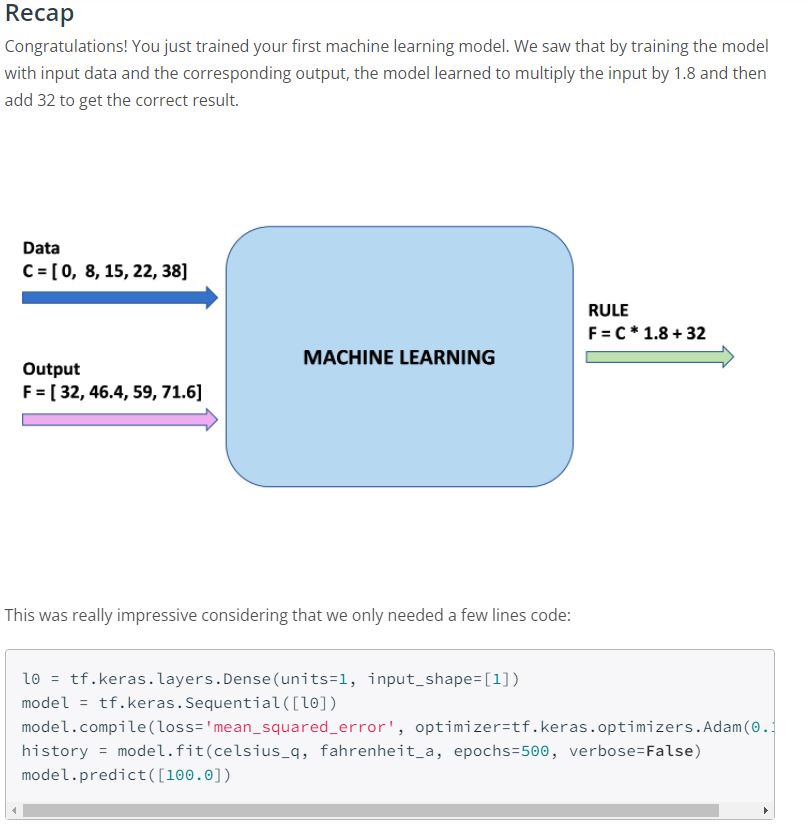 Recap
Congratulations! You just trained your first machine learning model. We saw that by training the model
with input data and the corresponding output, the model learned to multiply the input by 1.8 and then
add 32 to get the correct result.
Data
C = [ 0, 8, 15, 22, 38]
Output
F = [ 32, 46.4, 59, 71.6]
MACHINE LEARNING
RULE
F = C * 1.8 + 32
This was really impressive considering that we only needed a few lines code:
l0 = tf.keras.layers.Dense(units=1, input_shape=[1])
model = tf.keras.Sequential([l0])
model.compile(loss='mean_squared_error', optimizer=tf.keras.optimizers.Adam(0.
history = model.fit(celsius_q, fahrenheit_a, epochs=500, verbose=False)
model.predict([100.0])